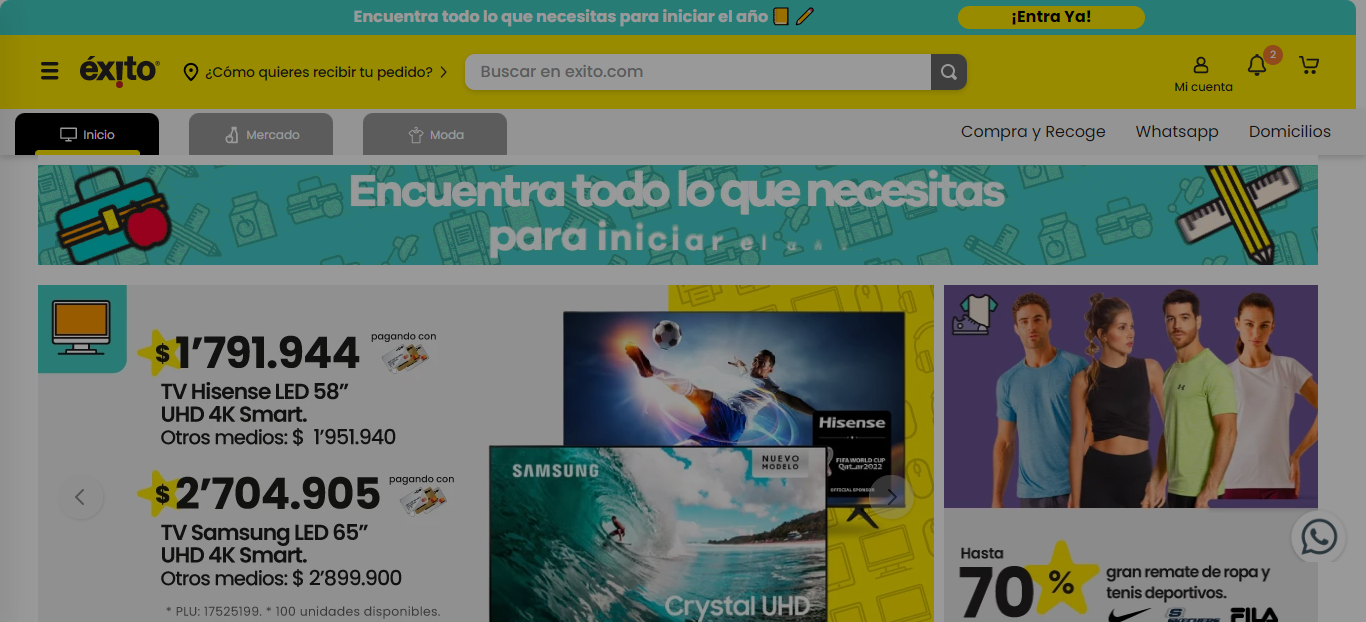 Encuentra todo lo que necesitas para iniciar el año
¡Entra Ya!
éxito
¿Cómo quieres recibir tu pedido?
Buscar en exito.com
Mi cuenta
2
Inicio
Mercado
Moda
Compra y Recoge
Whatsapp
Domicilios
Encuentra todo lo que necesitas
para iniciar el añ
$1’791.944
pagando con
TV Hisense LED 58”
UHD 4K Smart.
Otros medios: $ 1’951.940
$2’704.905
pagando con
TV Samsung LED 65”
UHD 4K Smart.
Otros medios: $ 2’899.900
* PLU: 17525199. * 100 unidades disponibles.
Hisense
FIFA WORLD CUP
Qatar2022
OFFICIAL SPONSOR
SAMSUNG
NUEVO
MODELO
Crystal UHD
Hasta
70%
gran remate de ropa y
tenis deportivos.
SKECHERS
FILA